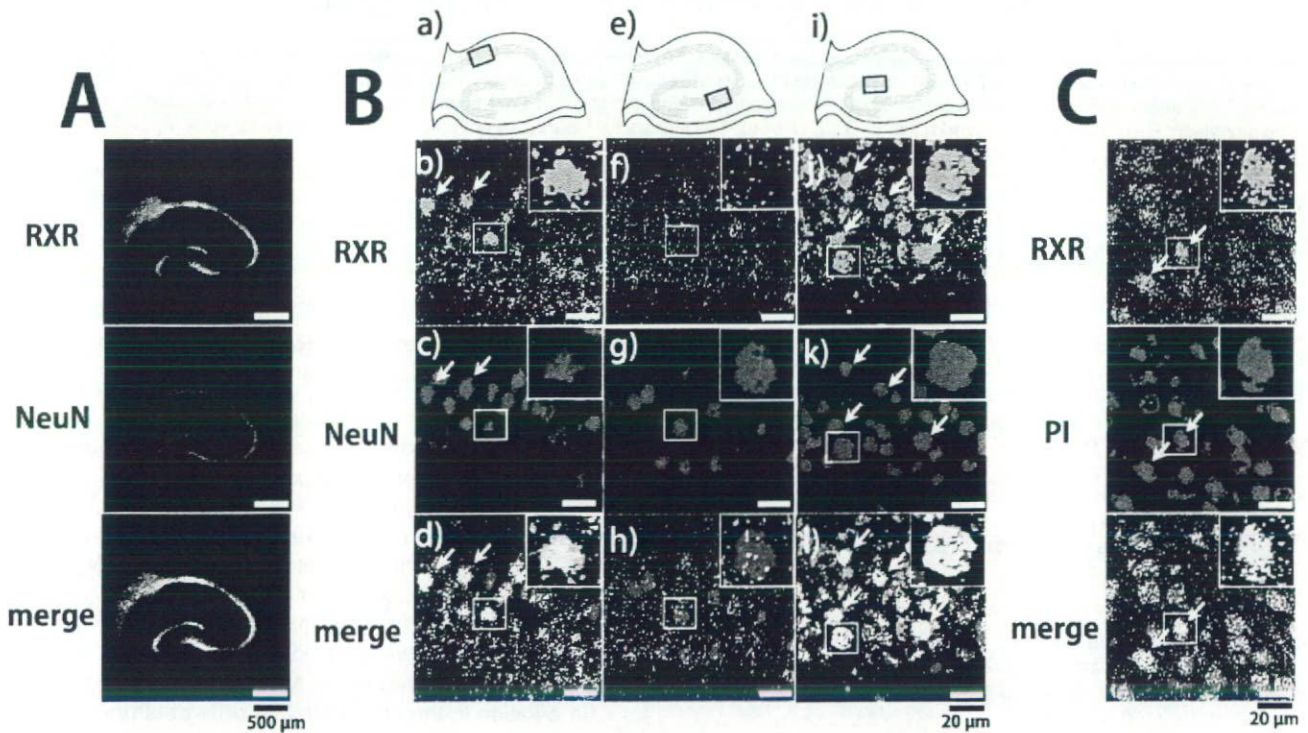 a) e) i)
A B C
b) f) j)
RXR RXR RXR
c) g) k)
NeuN NeuN PI
d) h) l)
merge merge merge
500 µm 20 µm 20 µm